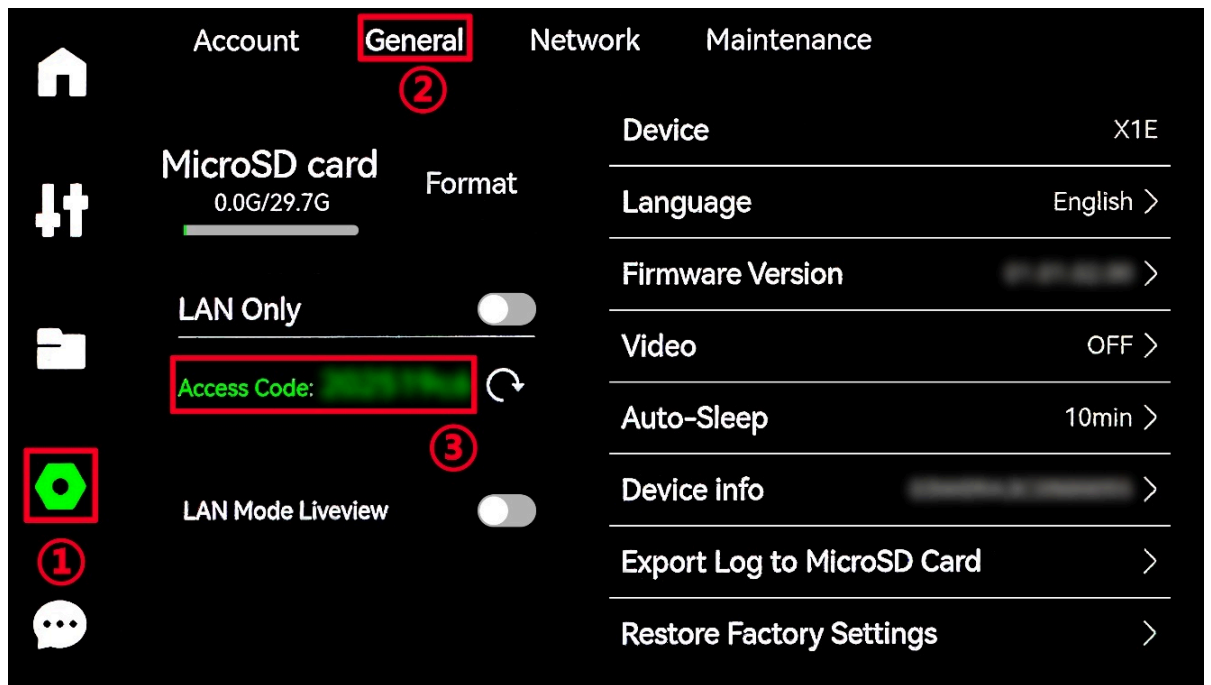 Account General Network Maintenance
②
MicroSD card
0.0G/29.7G
Format
LAN Only
Access Code:
③
LAN Mode Liveview
①
Device X1E
Language English >
Firmware Version >
Video OFF >
Auto-Sleep 10min >
Device info >
Export Log to MicroSD Card >
Restore Factory Settings >